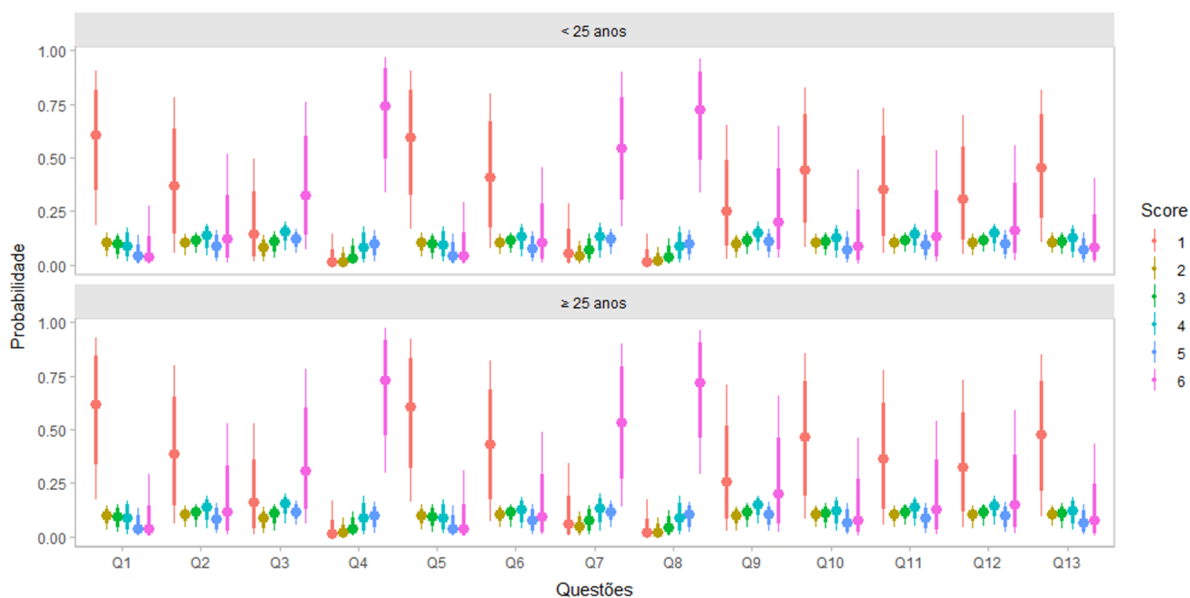 < 25 anos
1.00
0.75
0.50
0.25
0.00
≥ 25 anos
1.00
0.75
0.50
0.25
0.00
Probabilidade
Q1 Q2 Q3 Q4 Q5 Q6 Q7 Q8 Q9 Q10 Q11 Q12 Q13
Questões
Score
1
2
3
4
5
6